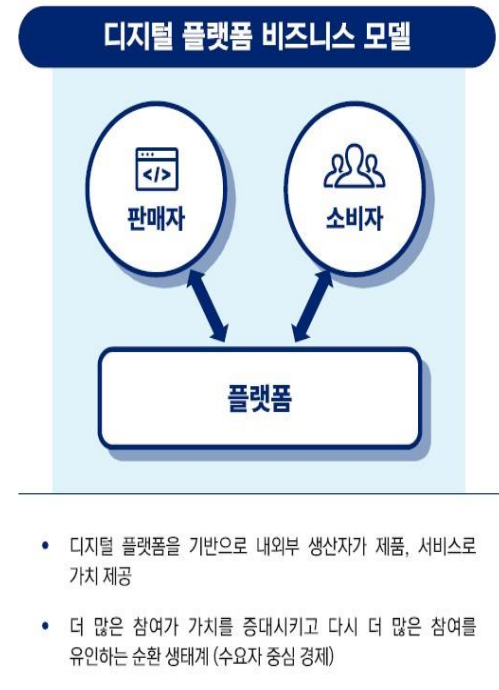 디지털 플랫폼 비즈니스 모델
</>
판매자
소비자
플랫폼
• 디지털 플랫폼을 기반으로 내외부 생산자가 제품, 서비스로
가치 제공
• 더 많은 참여가 가치를 증대시키고 다시 더 많은 참여를
유인하는 순환 생태계 (수요자 중심 경제)